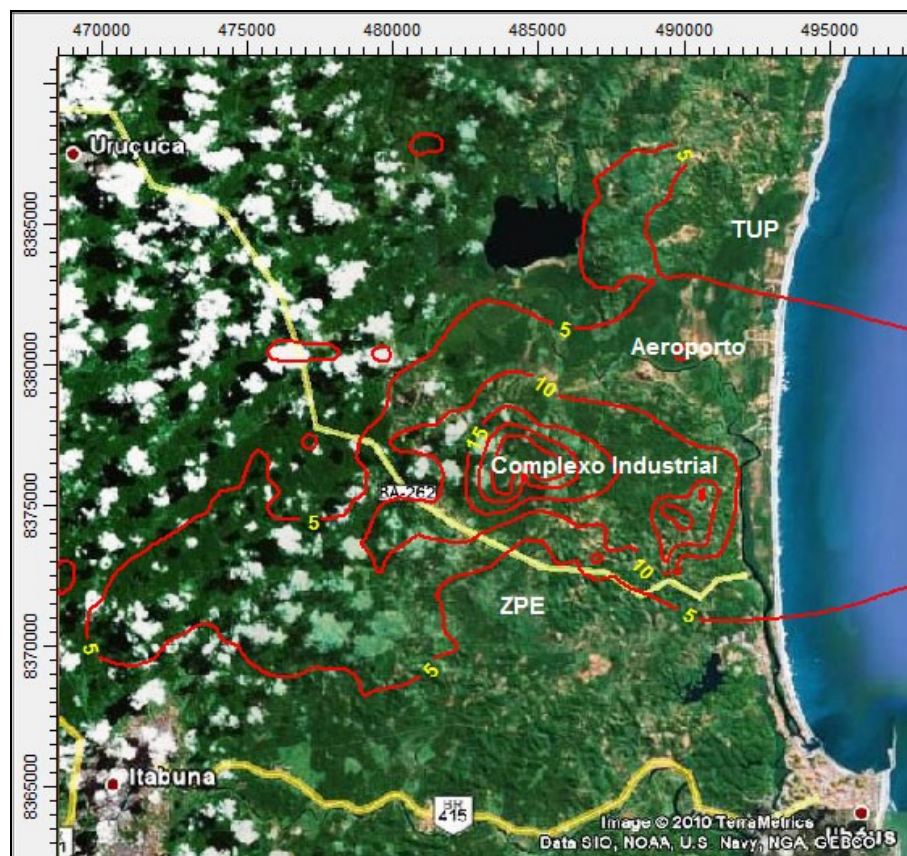 470000 475000 480000 485000 490000 495000
Uruçuca
8385000
5
TUP
5
Aeroporto
8380000
10
15
Complexo Industrial
BA-262
8375000
5
10
ZPE
5
5
8370000
5
Itabuna
8365000
BR
415
Image © 2010 TerraMetrics
Data SIO, NOAA, U.S. Navy, NGA, GEBCO
Ilhéus